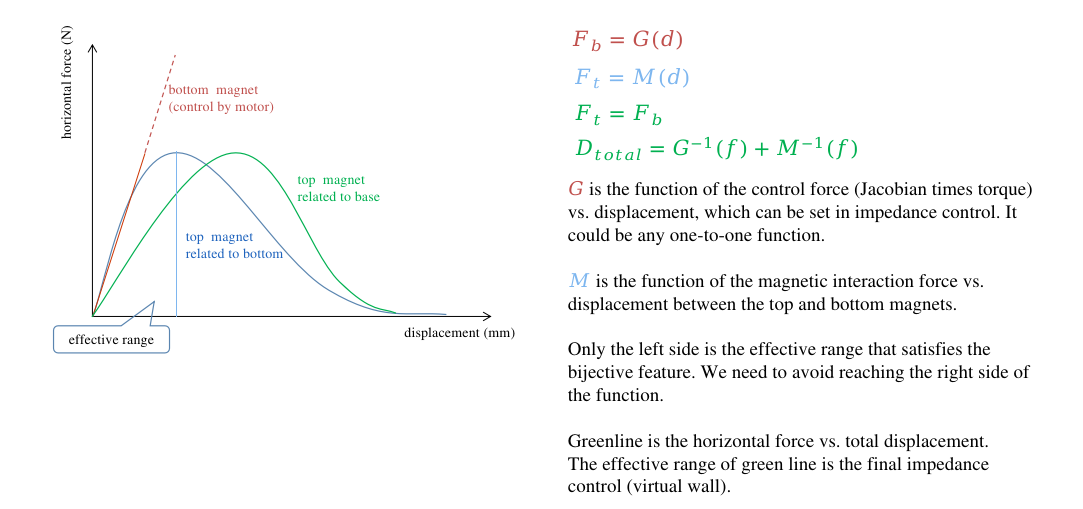 horizontal force (N)
bottom magnet
(control by motor)
top magnet
related to base
top magnet
related to bottom
effective range
displacement (mm)
F_b = G(d)
F_t = M(d)
F_t = F_b
D_total = G⁻¹(f) + M⁻¹(f)
G is the function of the control force (Jacobian times torque)
vs. displacement, which can be set in impedance control. It
could be any one-to-one function.
M is the function of the magnetic interaction force vs.
displacement between the top and bottom magnets.
Only the left side is the effective range that satisfies the
bijective feature. We need to avoid reaching the right side of
the function.
Greenline is the horizontal force vs. total displacement.
The effective range of green line is the final impedance
control (virtual wall).